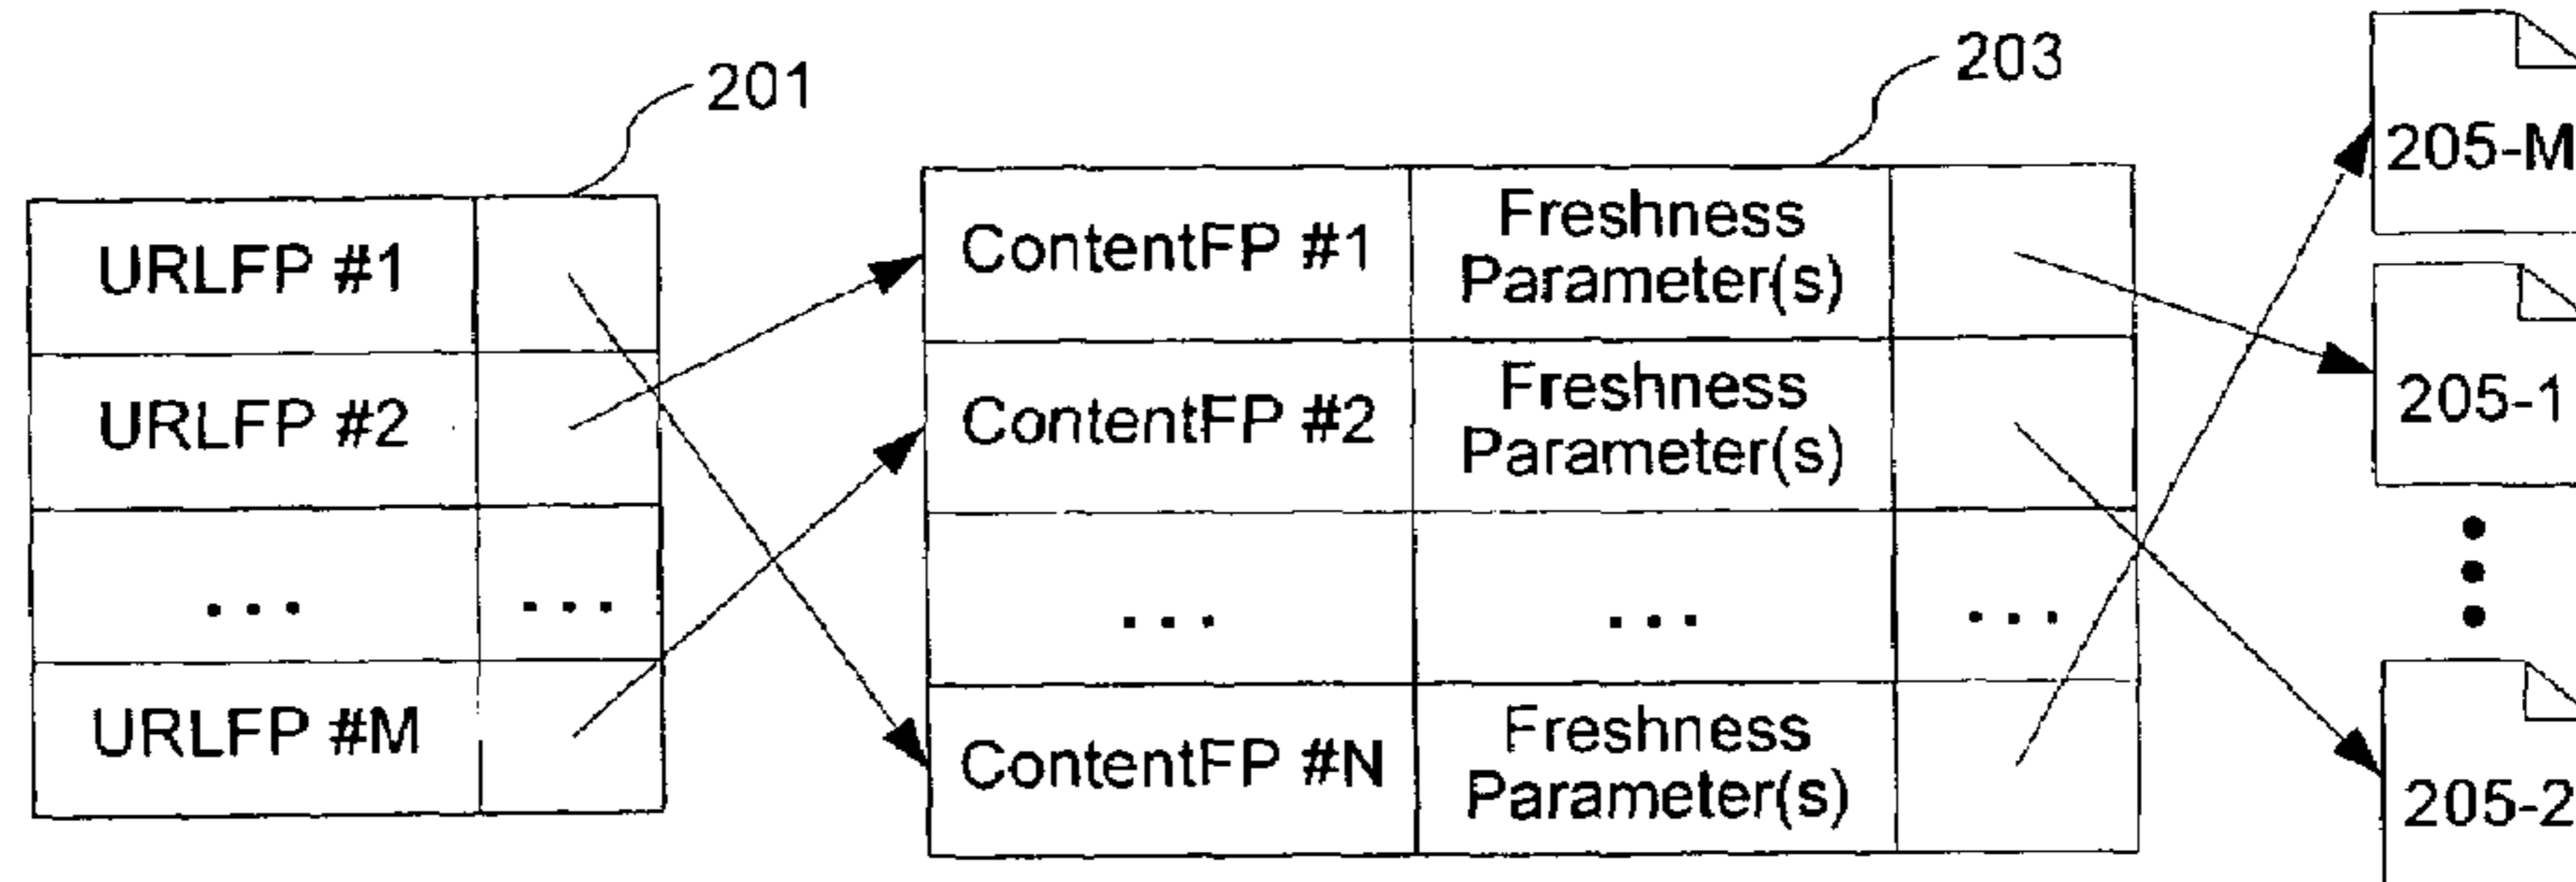 201
203
URLFP #1
URLFP #2
... ...
URLFP #M
ContentFP #1
Freshness
Parameter(s)
ContentFP #2
Freshness
Parameter(s)
... ... ...
ContentFP #N
Freshness
Parameter(s)
205-M
205-1
205-2